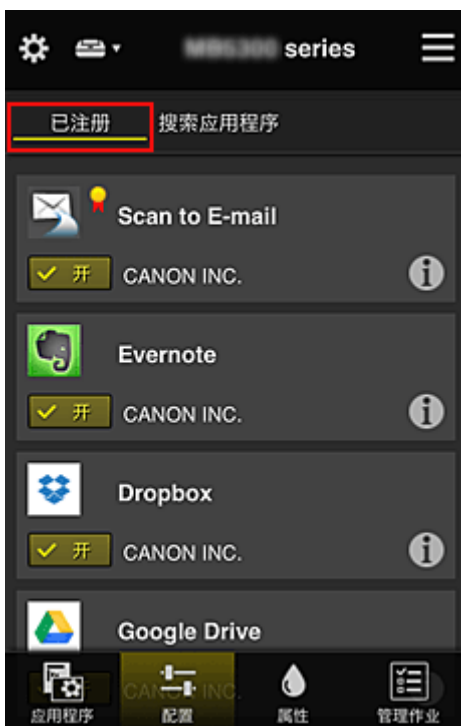 series
已注册 搜索应用程序
Scan to E-mail
开 CANON INC.
Evernote
开 CANON INC.
Dropbox
开 CANON INC.
Google Drive
CANON INC.
应用程序 配置 属性 管理作业